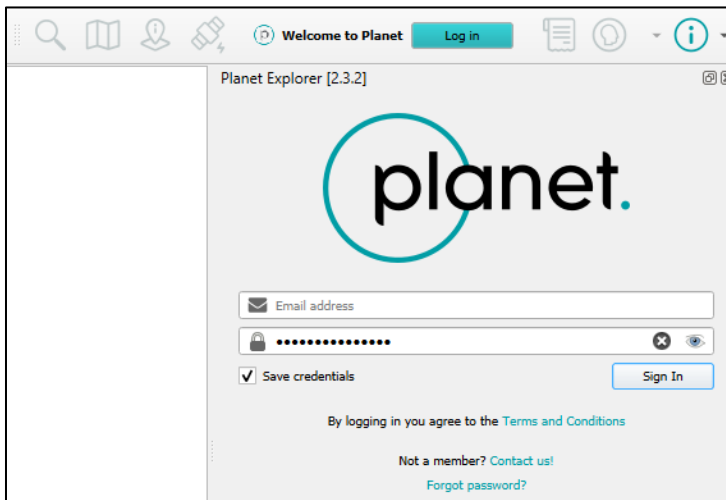 Welcome to Planet
Log in
Planet Explorer [2.3.2]
planet.
Email address
•••••••••••••••
Save credentials
Sign In
By logging in you agree to the Terms and Conditions
Not a member? Contact us!
Forgot password?